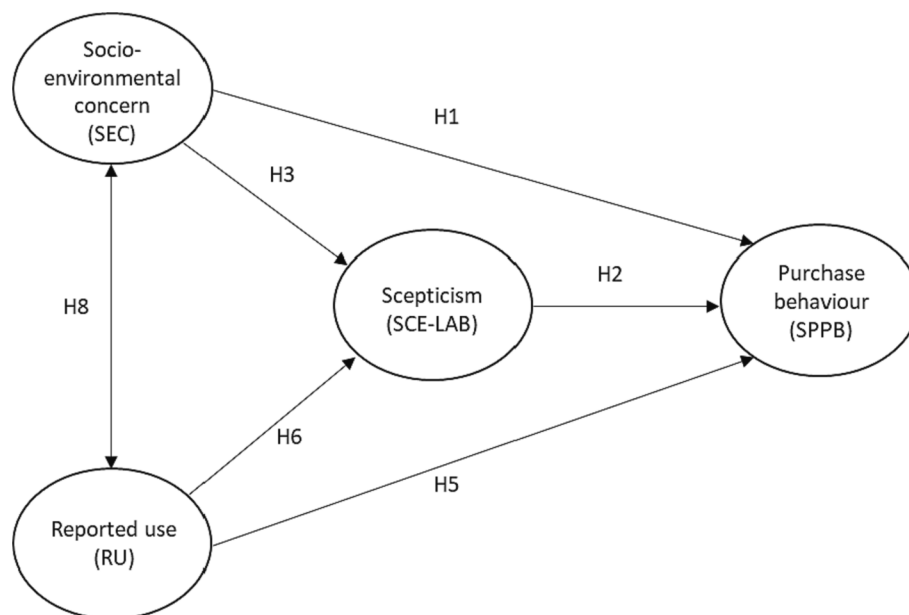 Socio-
environmental
concern
(SEC)
H1
H3
Scepticism
(SCE-LAB)
H2
Purchase
behaviour
(SPPB)
H8
H6
H5
Reported use
(RU)